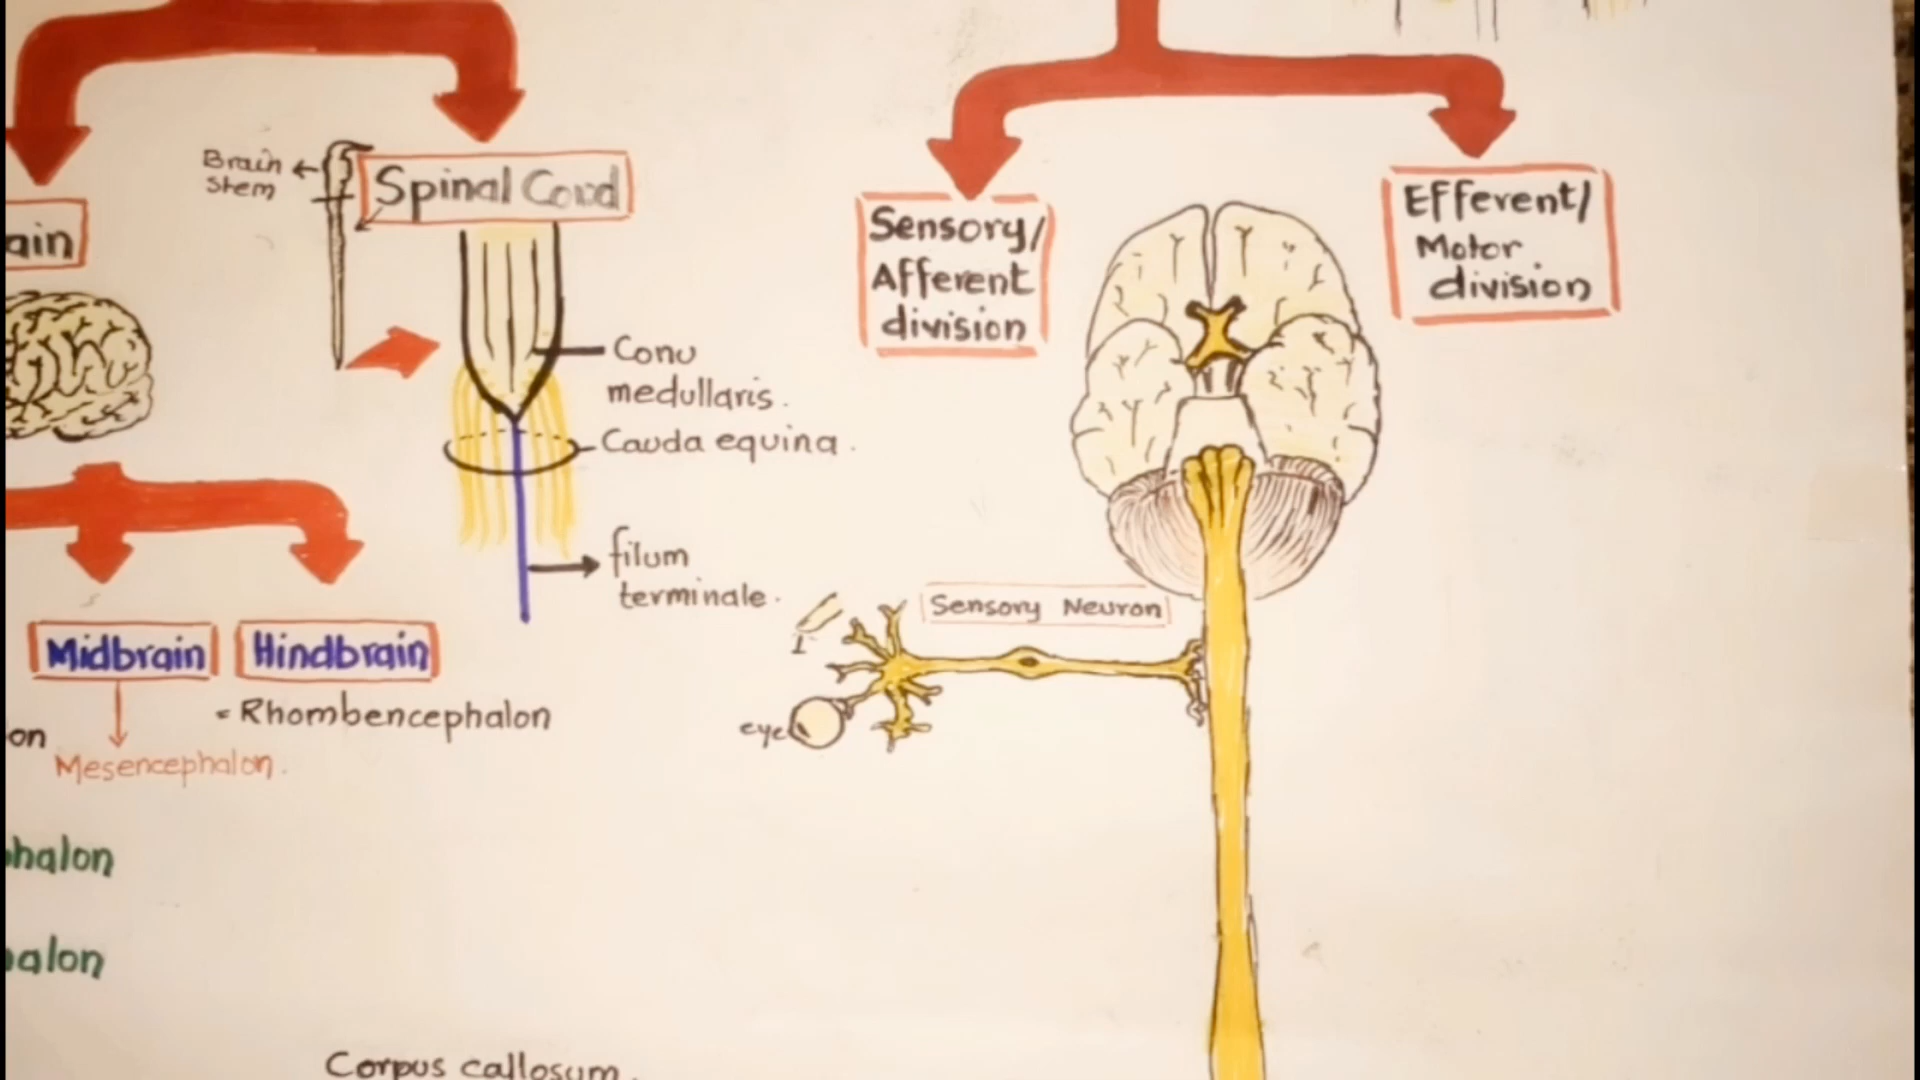 Brain
Stem
Spinal Cord
ain
Conu
medullaris.
Cauda equina.
filum
terminale.
Midbrain
Hindbrain
- Rhombencephalon
on
Mesencephalon.
phalon
halon
Corpus callosum.
Sensory/
Afferent
division
Efferent/
Motor
division
Sensory Neuron
eye